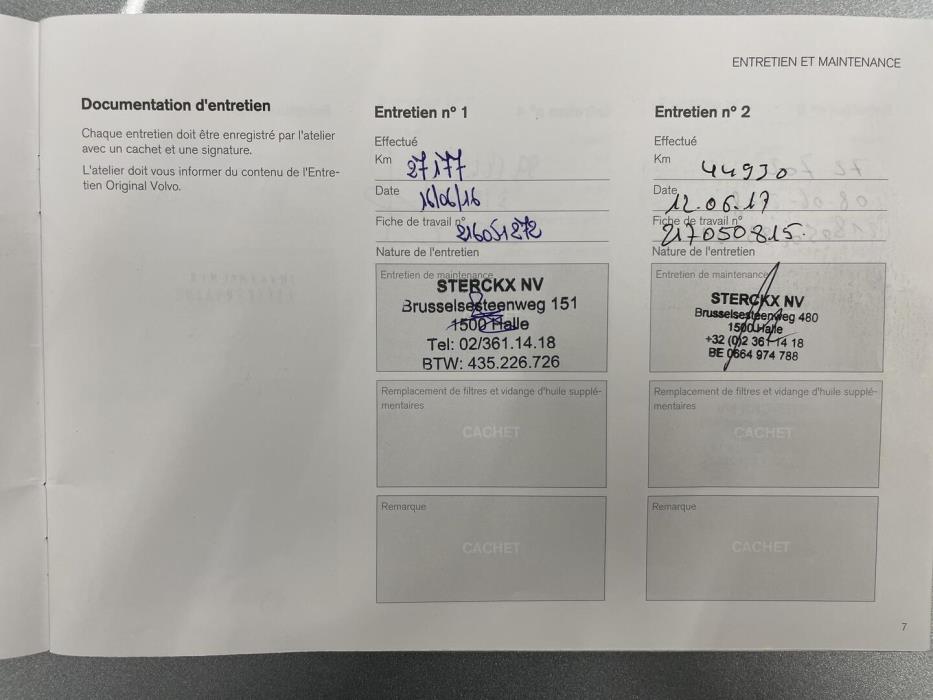 ENTRETIEN ET MAINTENANCE
Documentation d'entretien
Chaque entretien doit être enregistré par l'atelier
avec un cachet et une signature.
L'atelier doit vous informer du contenu de l'Entre-
tien Original Volvo.
Entretien n° 1
Effectué
Km 27177
Date 16/06/16
Fiche de travail n° 216051872
Nature de l'entretien
Entretien de maintenance
STERCKX NV
Brusselsesteenweg 151
1500 Halle
Tel: 02/361.14.18
BTW: 435.226.726
Remplacement de filtres et vidange d'huile supplé-
mentaires
CACHET
Remarque
CACHET
Entretien n° 2
Effectué
Km 44930
Date 12.06.17
Fiche de travail n° 217050815.
Nature de l'entretien
Entretien de maintenance
STERCKX NV
Brusselsesteenweg 480
1500 Halle
+32 (0)2 361 14 18
BE 0664 974 788
Remplacement de filtres et vidange d'huile supplé-
mentaires
CACHET
Remarque
CACHET
7